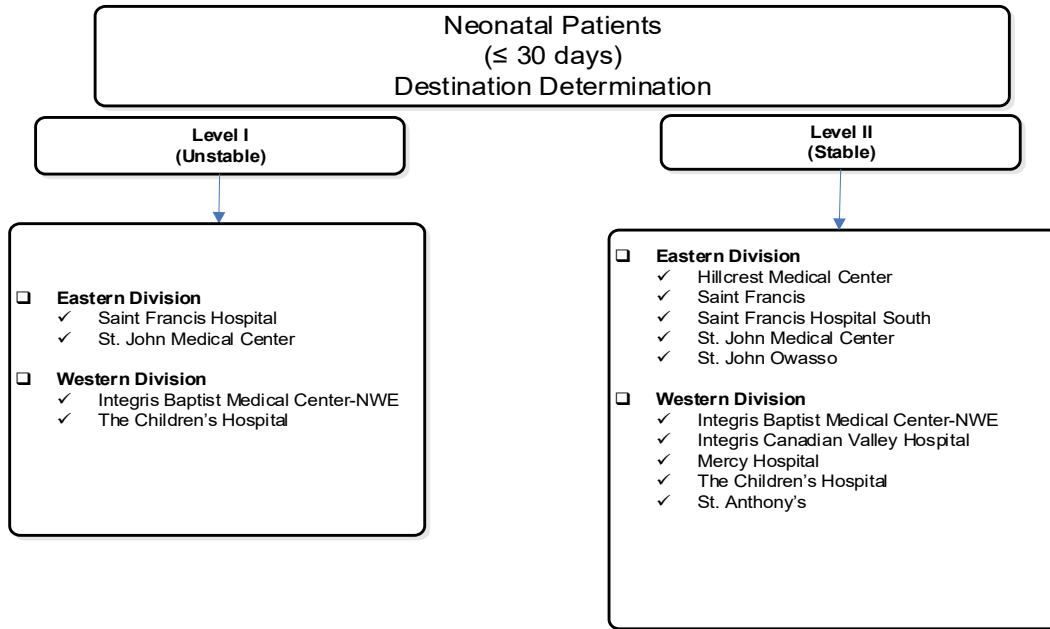 Neonatal Patients
(≤ 30 days)
Destination Determination
Level I
(Unstable)
❑ Eastern Division
✓ Saint Francis Hospital
✓ St. John Medical Center
❑ Western Division
✓ Integris Baptist Medical Center-NWE
✓ The Children’s Hospital
Level II
(Stable)
❑ Eastern Division
✓ Hillcrest Medical Center
✓ Saint Francis
✓ Saint Francis Hospital South
✓ St. John Medical Center
✓ St. John Owasso
❑ Western Division
✓ Integris Baptist Medical Center-NWE
✓ Integris Canadian Valley Hospital
✓ Mercy Hospital
✓ The Children’s Hospital
✓ St. Anthony’s